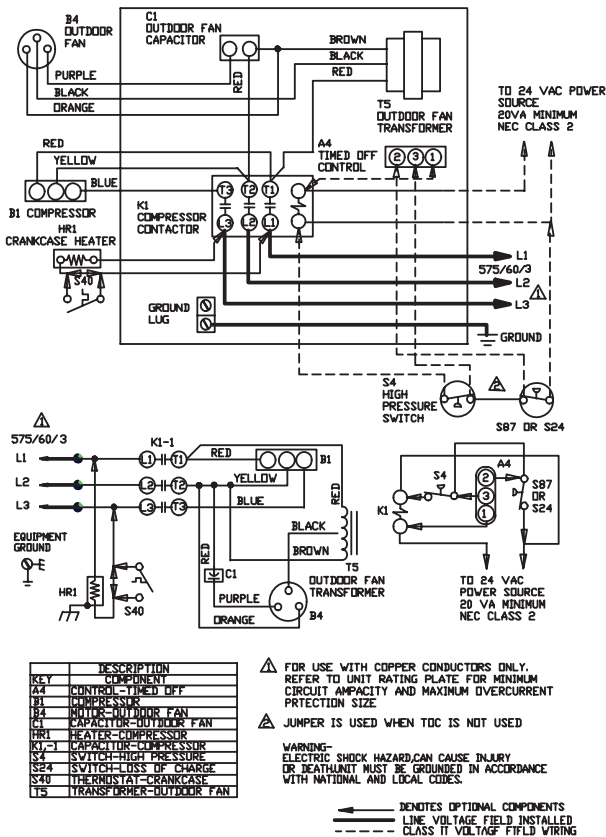 B4
OUTDOOR
FAN
C1
OUTDOOR FAN
CAPACITOR
BROWN
BLACK
RED
PURPLE
BLACK
ORANGE
RED
T5
OUTDOOR FAN
TRANSFORMER
TO 24 VAC POWER
SOURCE
20VA MINIMUM
NEC CLASS 2
RED
YELLOW
BLUE
A4
TIMED OFF
CONTROL
2 3 1
B1 COMPRESSOR
K1
COMPRESSOR
CONTACTOR
T3 T2 T1
L3 L2 L1
HR1
CRANKCASE HEATER
S40
GROUND
LUG
L1
575/60/3
L2
L3
1
GROUND
S4
HIGH
PRESSURE
SWITCH
2
S87 OR S24
1
575/60/3
K1-1
L1
L1 T1
RED
B1
L2
L2 T2
YELLOW
L3
L3 T3
BLUE
RED
BLACK
BROWN
T5
OUTDOOR FAN
TRANSFORMER
EQUIPMENT
GROUND
HR1
S40
RED
C1
PURPLE
ORANGE
B4
K1
S4
A4
2
3
1
S87
OR
S24
TO 24 VAC
POWER SOURCE
20 VA MINIMUM
NEC CLASS 2
DESCRIPTION
KEY COMPONENT
A4 CONTROL-TIMED OFF
B1 COMPRESSOR
B4 MOTOR-OUTDOOR FAN
C1 CAPACITOR-OUTDOOR FAN
HR1 HEATER-COMPRESSOR
K1,-1 CAPACITOR-COMPRESSOR
S4 SWITCH-HIGH PRESSURE
S24 SWITCH-LOSS OF CHARGE
S40 THERMOSTAT-CRANKCASE
T5 TRANSFORMER-OUTDOOR FAN
1 FOR USE WITH COPPER CONDUCTORS ONLY.
REFER TO UNIT RATING PLATE FOR MINIMUM
CIRCUIT AMPACITY AND MAXIMUM OVERCURRENT
PRTECTION SIZE
2 JUMPER IS USED WHEN TOC IS NOT USED
WARNING-
ELECTRIC SHOCK HAZARD,CAN CAUSE INJURY
OR DEATH.UNIT MUST BE GROUNDED IN ACCORDANCE
WITH NATIONAL AND LOCAL CODES.
DENOTES OPTIONAL COMPONENTS
LINE VOLTAGE FIELD INSTALLED
CLASS II VOLTAGE FIELD WIRING